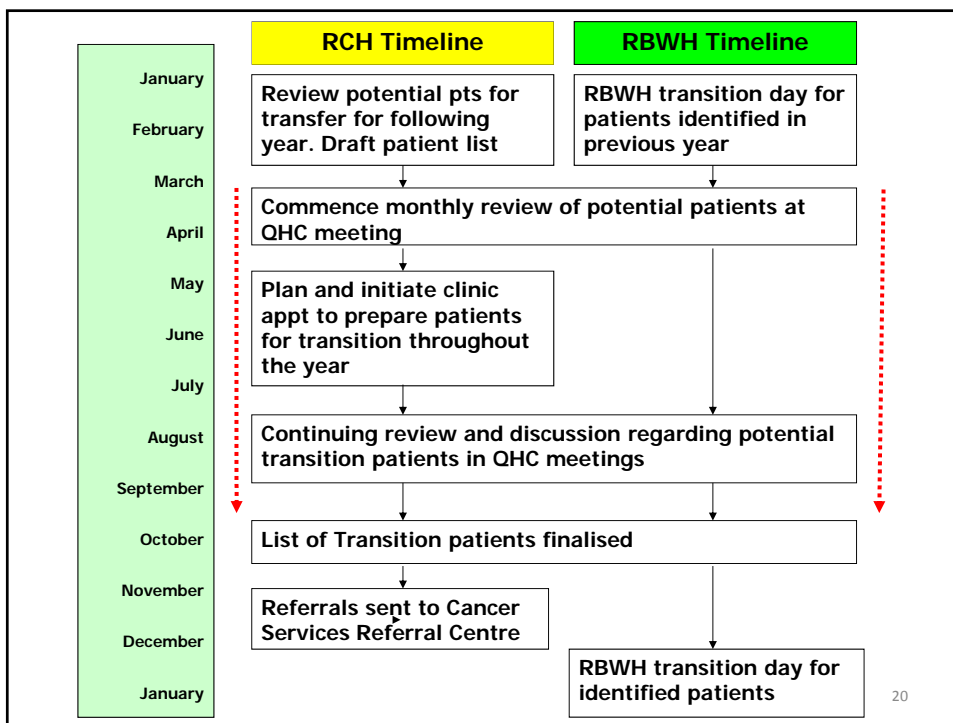 RCH Timeline
RBWH Timeline
January
February
March
April
May
June
July
August
September
October
November
December
January
Review potential pts for
transfer for following
year. Draft patient list
RBWH transition day for
patients identified in
previous year
Commence monthly review of potential patients at
QHC meeting
Plan and initiate clinic
appt to prepare patients
for transition throughout
the year
Continuing review and discussion regarding potential
transition patients in QHC meetings
List of Transition patients finalised
Referrals sent to Cancer
Services Referral Centre
RBWH transition day for
identified patients
20